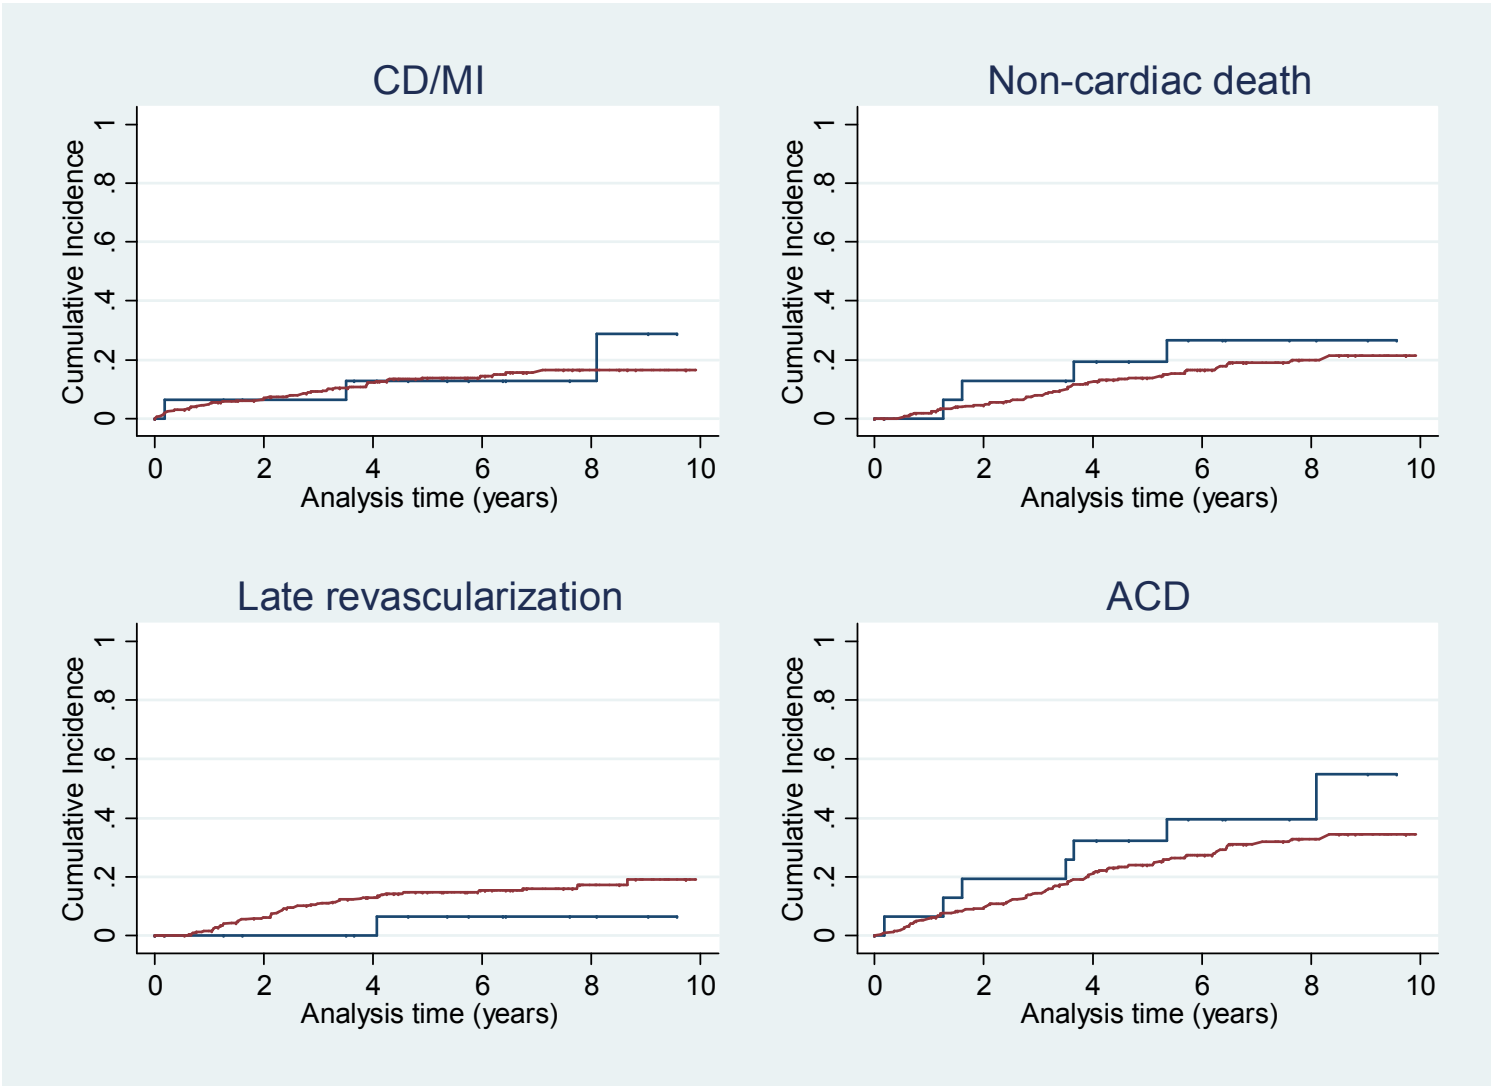 CD/MI
Cumulative Incidence
0 .2 .4 .6 .8 1
0 2 4 6 8 10
Analysis time (years)
Non-cardiac death
Cumulative Incidence
0 .2 .4 .6 .8 1
0 2 4 6 8 10
Analysis time (years)
Late revascularization
Cumulative Incidence
0 .2 .4 .6 .8 1
0 2 4 6 8 10
Analysis time (years)
ACD
Cumulative Incidence
0 .2 .4 .6 .8 1
0 2 4 6 8 10
Analysis time (years)